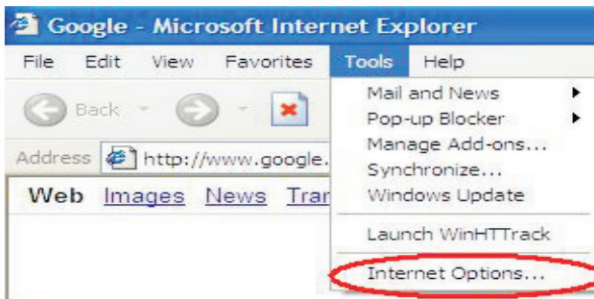 Google - Microsoft Internet Explorer
File Edit View Favorites Tools Help
Back
Mail and News
Pop-up Blocker
Manage Add-ons...
Synchronize...
Windows Update
Launch WinHTTrack
Internet Options...
Address http://www.google.
Web Images News Tran